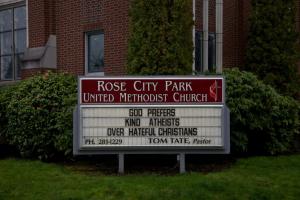 ROSE CITY PARK
UNITED METHODIST CHURCH
GOD PREFERS
KIND ATHEISTS
OVER HATEFUL CHRISTIANS
PH. 281-1229 TOM TATE, Pastor